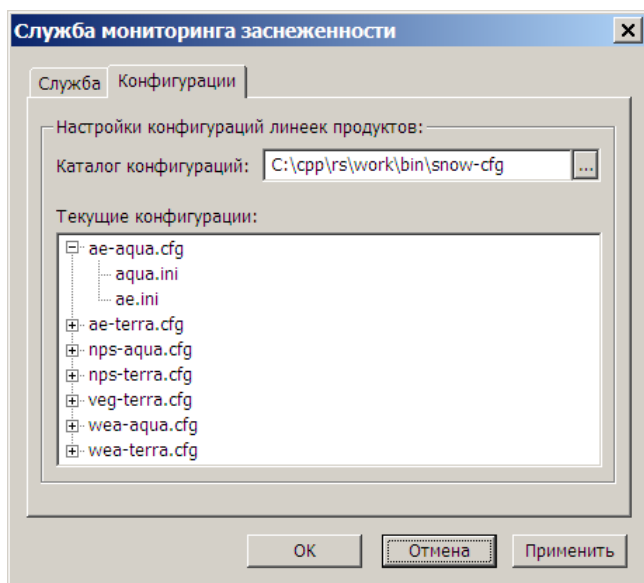 Служба мониторинга заснеженности
Служба Конфигурации
Настройки конфигураций линеек продуктов:
Каталог конфигураций: C:\cpp\rs\work\bin\snow-cfg ...
Текущие конфигурации:
ae-aqua.cfg
aqua.ini
ae.ini
ae-terra.cfg
nps-aqua.cfg
nps-terra.cfg
veg-terra.cfg
wea-aqua.cfg
wea-terra.cfg
OK Отмена Применить